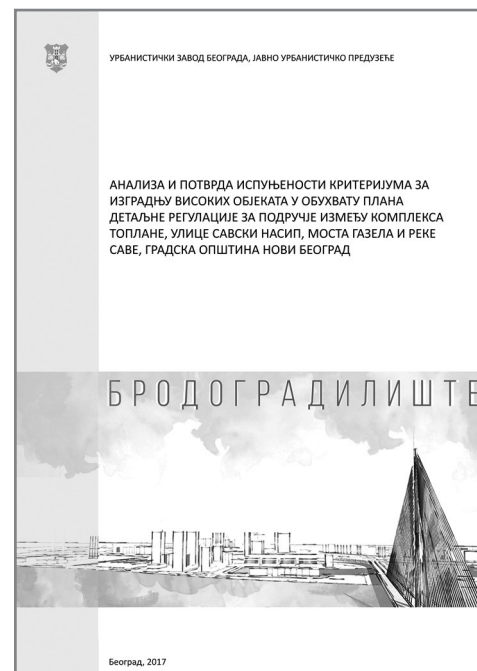 УРБАНИСТИЧКИ ЗАВОД БЕОГРАДА, ЈАВНО УРБАНИСТИЧКО ПРЕДУЗЕЋЕ
АНАЛИЗА И ПОТВРДА ИСПУЊЕНОСТИ КРИТЕРИЈУМА ЗА
ИЗГРАДЊУ ВИСОКИХ ОБЈЕКАТА У ОБУХВАТУ ПЛАНА
ДЕТАЉНЕ РЕГУЛАЦИЈЕ ЗА ПОДРУЧЈЕ ИЗМЕЂУ КОМПЛЕКСА
ТОПЛАНЕ, УЛИЦЕ САВСКИ НАСИП, МОСТА ГАЗЕЛА И РЕКЕ
САВЕ, ГРАДСКА ОПШТИНА НОВИ БЕОГРАД
БРОДОГРАДИЛИШТЕ
Београд, 2017